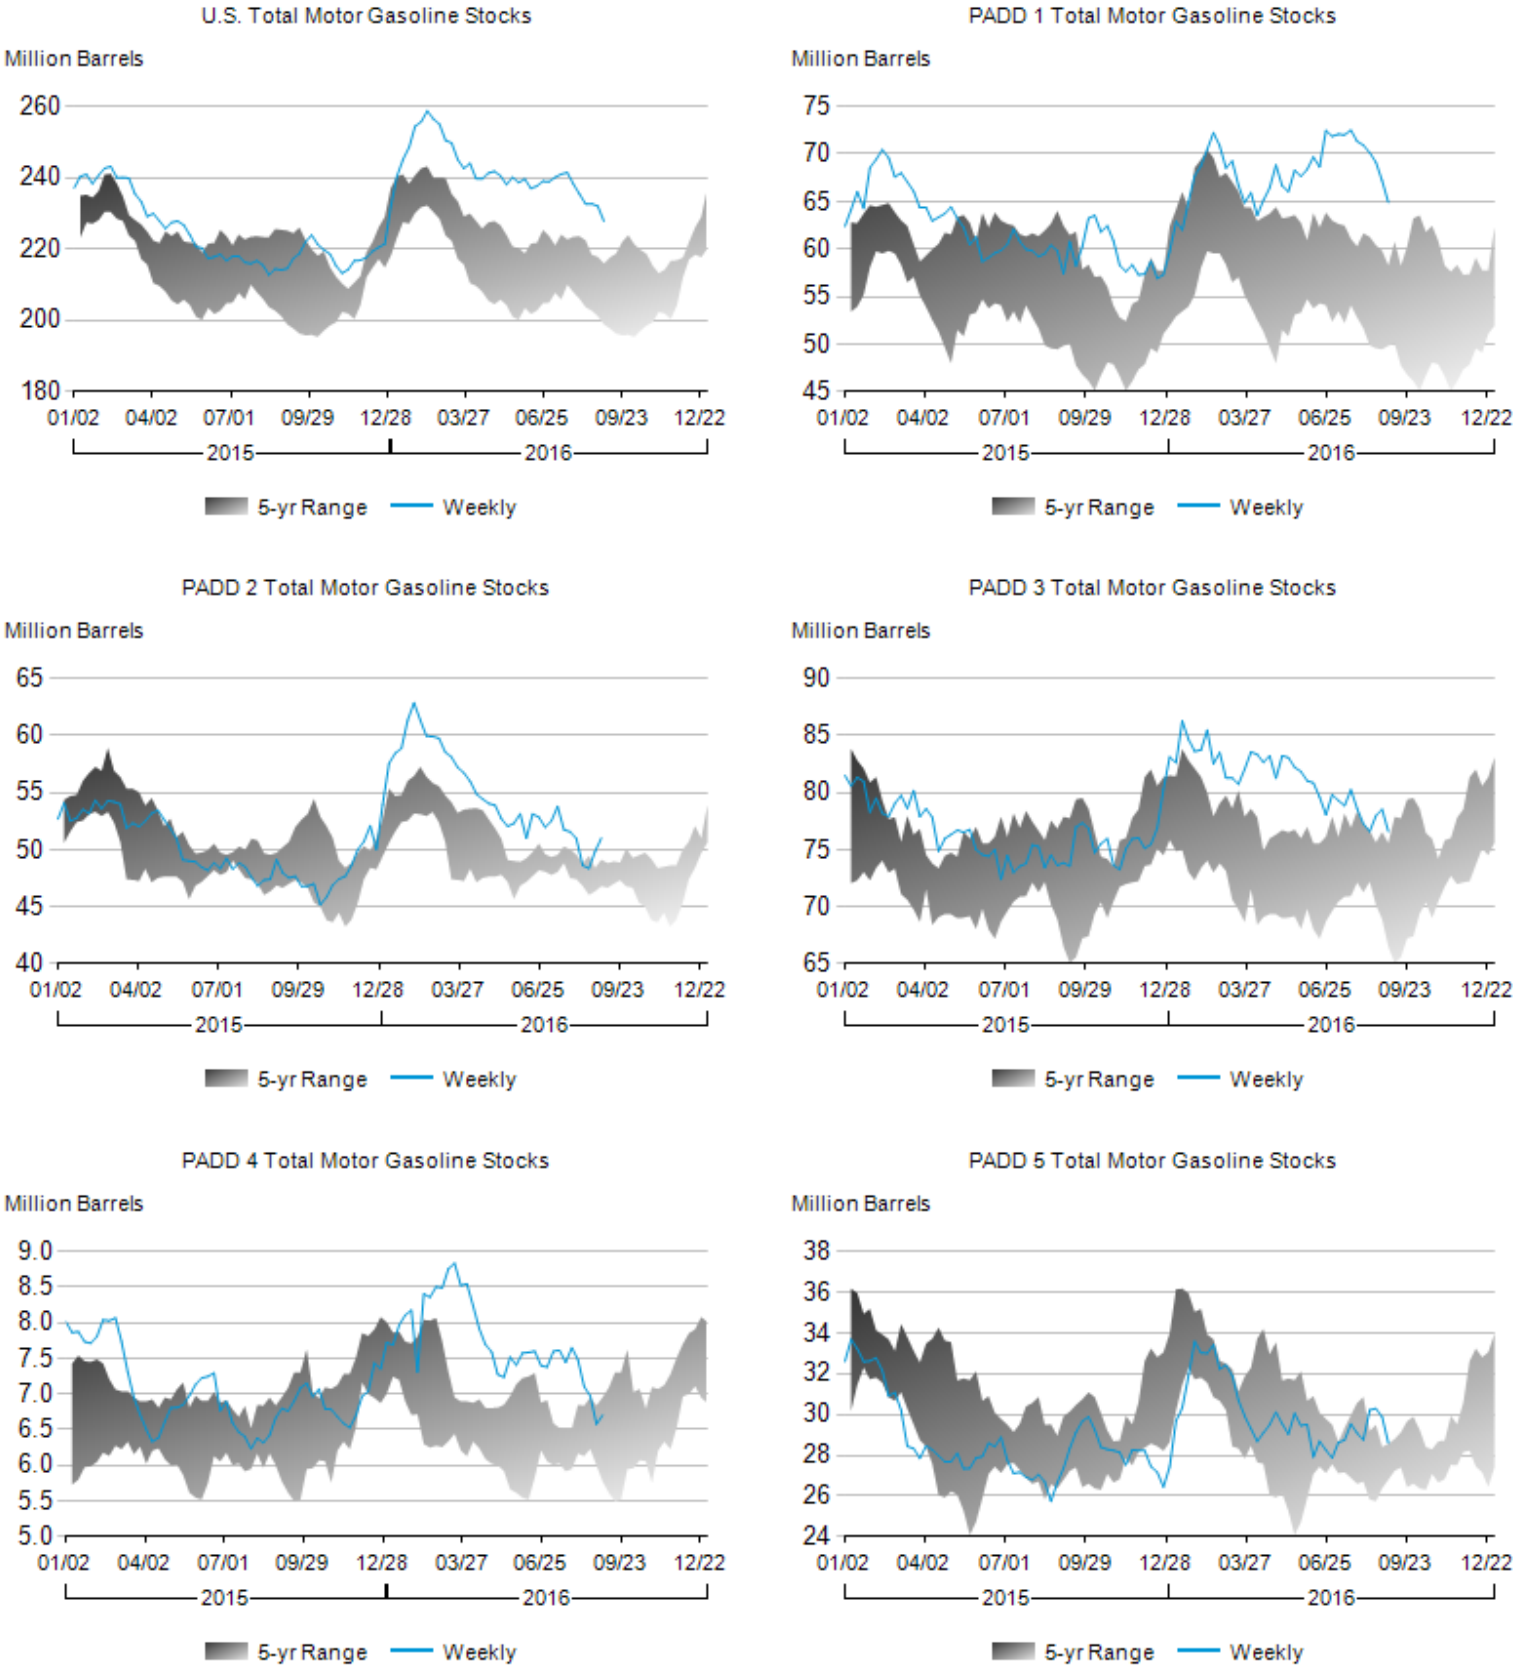 U.S. Total Motor Gasoline Stocks
Million Barrels
260
240
220
200
180
01/02 04/02 07/01 09/29 12/28 03/27 06/25 09/23 12/22
2015 2016
5-yr Range Weekly
PADD 1 Total Motor Gasoline Stocks
Million Barrels
75
70
65
60
55
50
45
01/02 04/02 07/01 09/29 12/28 03/27 06/25 09/23 12/22
2015 2016
5-yr Range Weekly
PADD 2 Total Motor Gasoline Stocks
Million Barrels
65
60
55
50
45
40
01/02 04/02 07/01 09/29 12/28 03/27 06/25 09/23 12/22
2015 2016
5-yr Range Weekly
PADD 3 Total Motor Gasoline Stocks
Million Barrels
90
85
80
75
70
65
01/02 04/02 07/01 09/29 12/28 03/27 06/25 09/23 12/22
2015 2016
5-yr Range Weekly
PADD 4 Total Motor Gasoline Stocks
Million Barrels
9.0
8.5
8.0
7.5
7.0
6.5
6.0
5.5
5.0
01/02 04/02 07/01 09/29 12/28 03/27 06/25 09/23 12/22
2015 2016
5-yr Range Weekly
PADD 5 Total Motor Gasoline Stocks
Million Barrels
38
36
34
32
30
28
26
24
01/02 04/02 07/01 09/29 12/28 03/27 06/25 09/23 12/22
2015 2016
5-yr Range Weekly